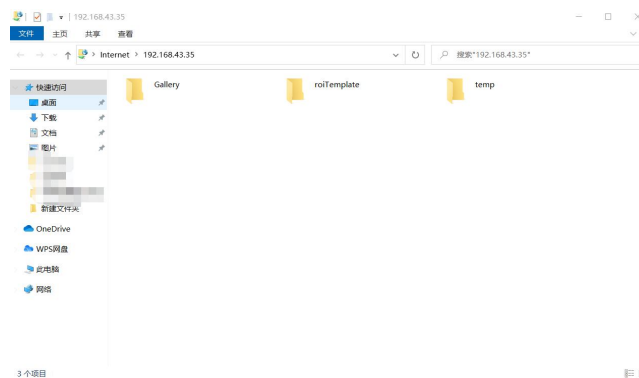 192.168.43.35
文件 主页 共享 查看
Internet > 192.168.43.35 搜索"192.168.43.35"
快速访问
桌面
下载
文档
图片
新建文件夹
OneDrive
WPS网盘
此电脑
网络
Gallery roiTemplate temp
3 个项目